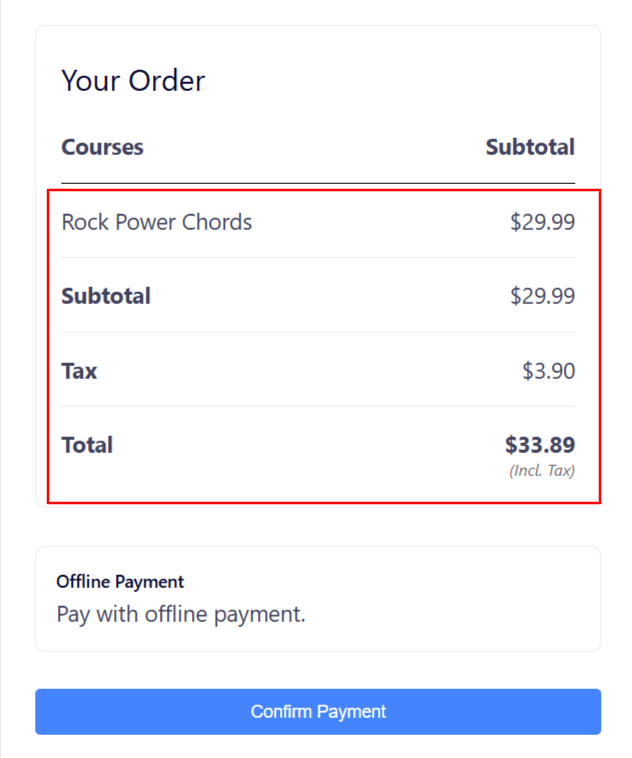 Your Order
Courses Subtotal
Rock Power Chords $29.99
Subtotal $29.99
Tax $3.90
Total $33.89
(Incl. Tax)
Offline Payment
Pay with offline payment.
Confirm Payment